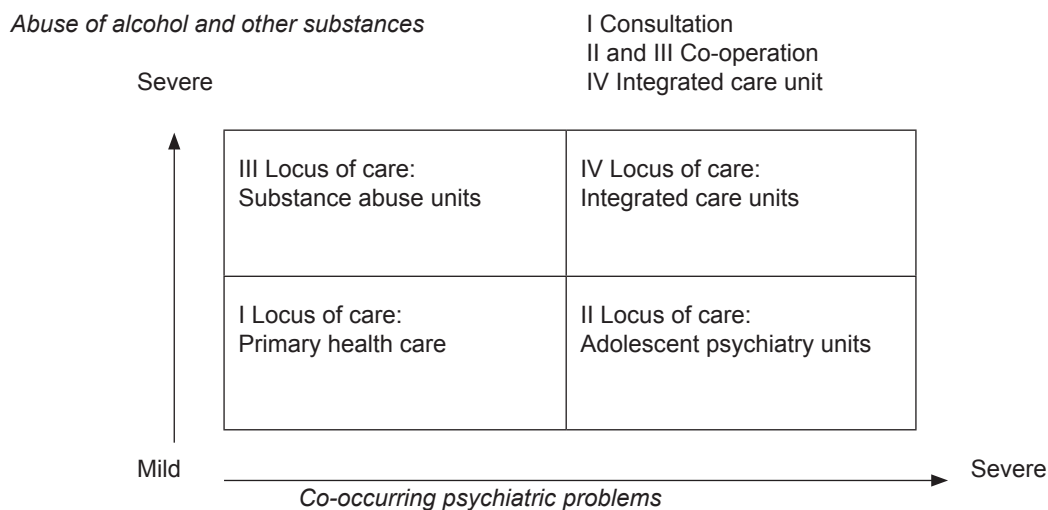 Abuse of alcohol and other substances
I Consultation
II and III Co-operation
IV Integrated care unit
Severe
III Locus of care:
Substance abuse units
IV Locus of care:
Integrated care units
I Locus of care:
Primary health care
II Locus of care:
Adolescent psychiatry units
Mild
Severe
Co-occurring psychiatric problems